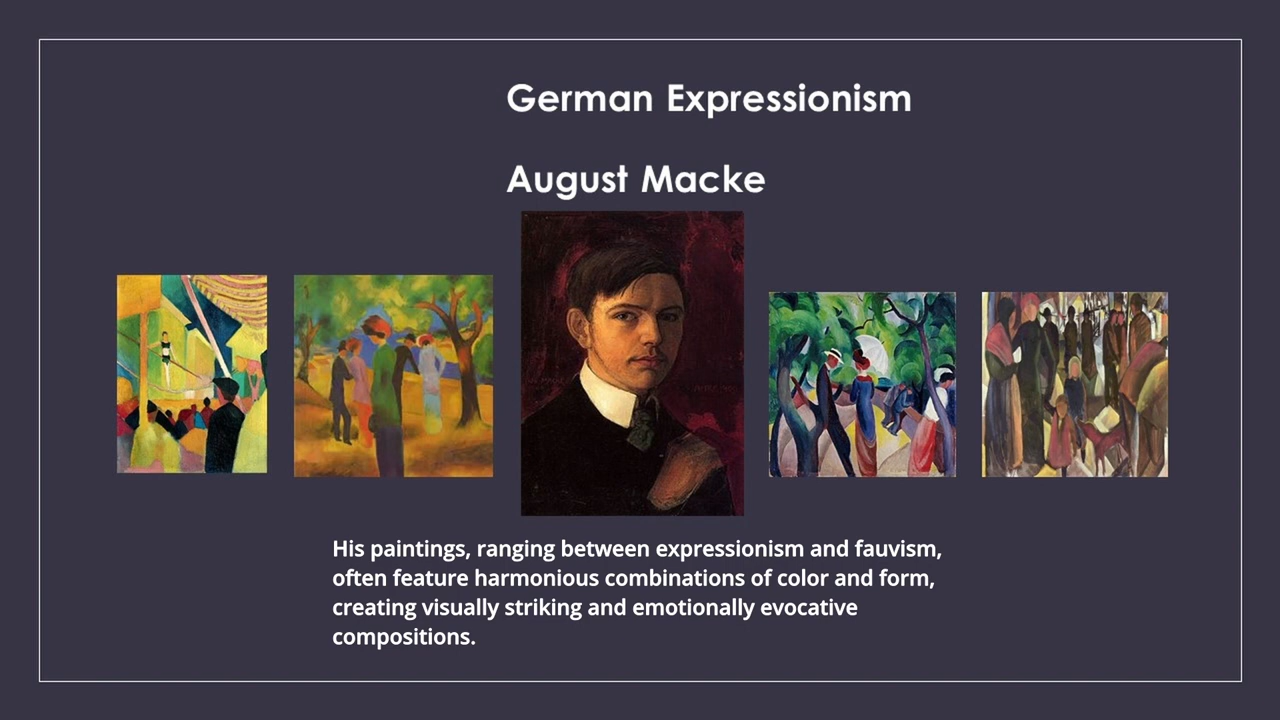 German Expressionism
August Macke
His paintings, ranging between expressionism and fauvism,
often feature harmonious combinations of color and form,
creating visually striking and emotionally evocative
compositions.